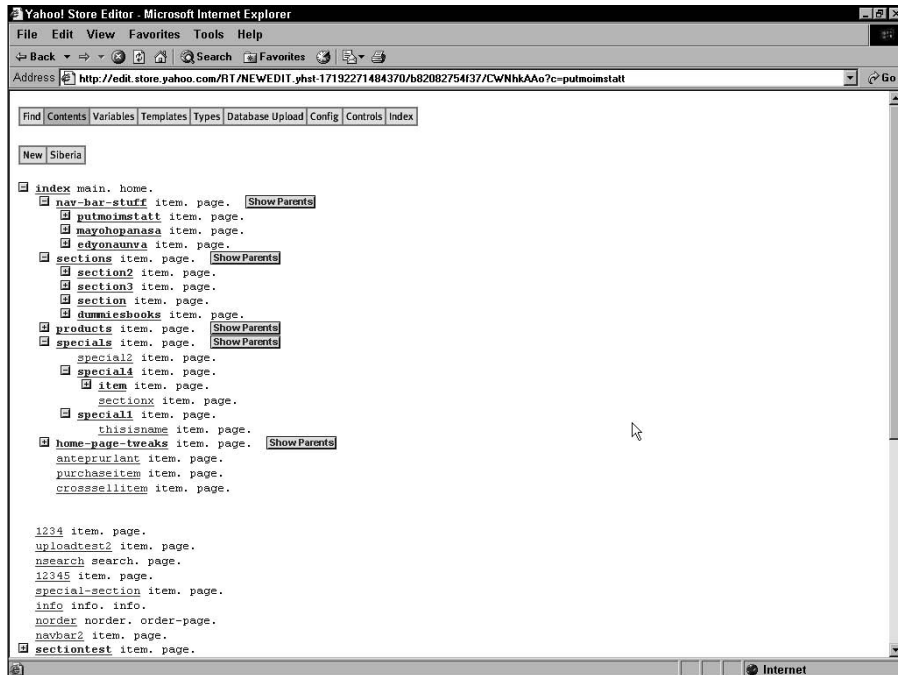 Yahoo! Store Editor - Microsoft Internet Explorer
File Edit View Favorites Tools Help
Back Search Favorites
Address http://edit.store.yahoo.com/RT/NEWEDIT.yhst-17192271484370/b82082754f37/CWNhkAAo?c=putmoimstatt Go
Find Contents Variables Templates Types Database Upload Config Controls Index
New Siberia
index main. home.
nav-bar-stuff item. page. Show Parents
putmoimstatt item. page.
mayohopanasa item. page.
edyonaunva item. page.
sections item. page. Show Parents
section2 item. page.
section3 item. page.
section item. page.
dummiesbooks item. page.
products item. page. Show Parents
specials item. page. Show Parents
special2 item. page.
special4 item. page.
item item. page.
sectionx item. page.
special1 item. page.
thisisname item. page.
home-page-tweaks item. page. Show Parents
anteprurlant item. page.
purchaseitem item. page.
crosssellitem item. page.
1234 item. page.
uploadtest2 item. page.
nsearch search. page.
12345 item. page.
special-section item. page.
info info. info.
norder norder. order-page.
navbar2 item. page.
sectiontest item. page.
Internet